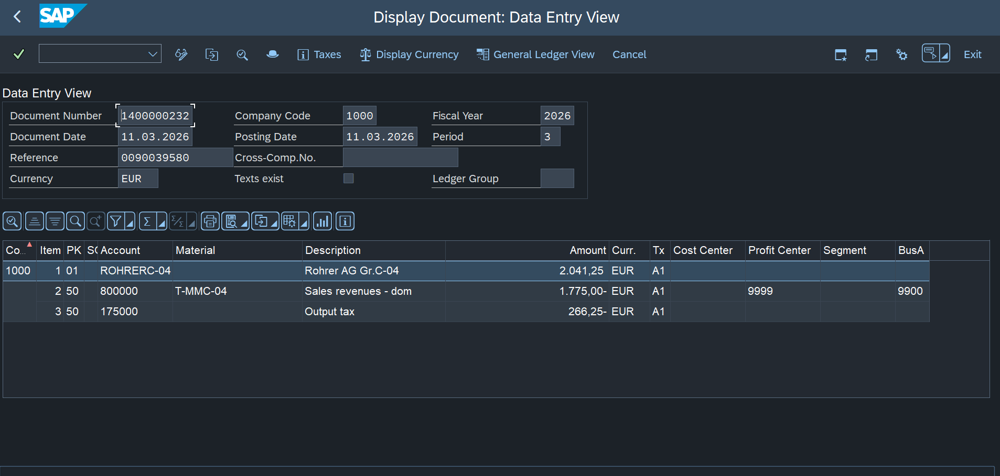 SAP
Display Document: Data Entry View
Taxes Display Currency General Ledger View Cancel Exit
Data Entry View
Document Number 1400000232 Company Code 1000 Fiscal Year 2026
Document Date 11.03.2026 Posting Date 11.03.2026 Period 3
Reference 0090039580 Cross-Comp.No.
Currency EUR Texts exist Ledger Group
Co... Item PK SG Account Material Description Amount Curr. Tx Cost Center Profit Center Segment BusA
1000 1 01 ROHRERC-04 Rohrer AG Gr.C-04 2.041,25 EUR A1
2 50 800000 T-MMC-04 Sales revenues - dom 1.775,00- EUR A1 9999 9900
3 50 175000 Output tax 266,25- EUR A1